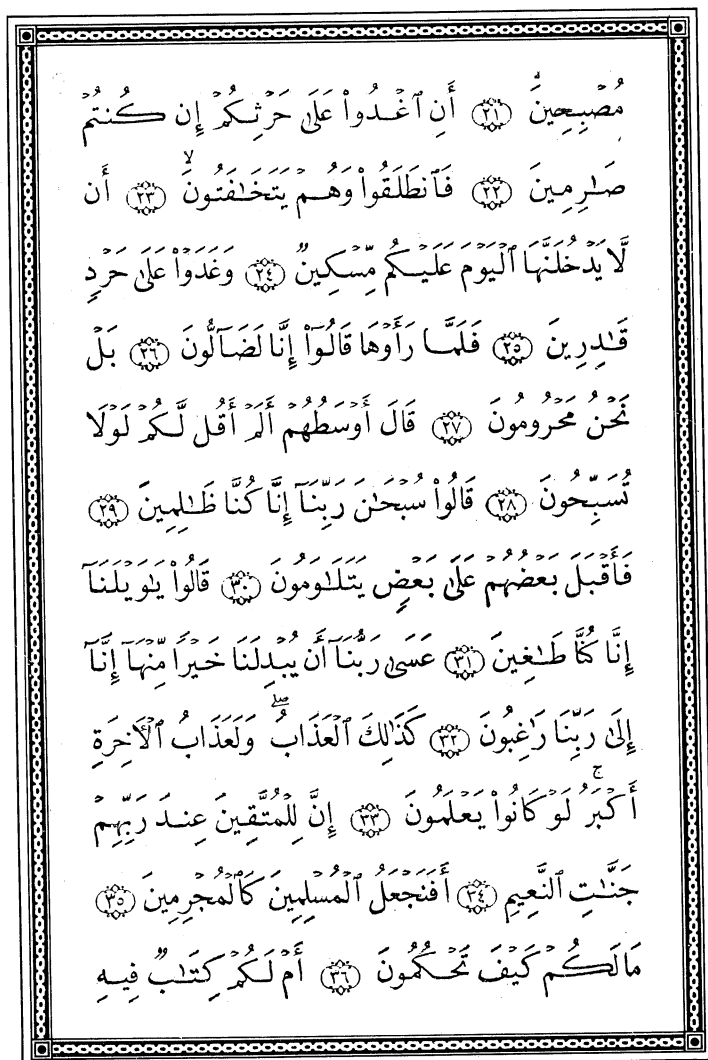 مُصْبِحِينَ ﴿٢١﴾ أَنِ ٱغْدُوا۟ عَلَىٰ حَرْثِكُمْ إِن كُنتُمْ
صَـٰرِمِينَ ﴿٢٢﴾ فَٱنطَلَقُوا۟ وَهُمْ يَتَخَـٰفَتُونَ ﴿٢٣﴾ أَن
لَّا يَدْخُلَنَّهَا ٱلْيَوْمَ عَلَيْكُم مِّسْكِينٌ ﴿٢٤﴾ وَغَدَوْا۟ عَلَىٰ حَرْدٍ
قَـٰدِرِينَ ﴿٢٥﴾ فَلَمَّا رَأَوْهَا قَالُوٓا۟ إِنَّا لَضَآلُّونَ ﴿٢٦﴾ بَلْ
نَحْنُ مَحْرُومُونَ ﴿٢٧﴾ قَالَ أَوْسَطُهُمْ أَلَمْ أَقُل لَّكُمْ لَوْلَا
تُسَبِّحُونَ ﴿٢٨﴾ قَالُوا۟ سُبْحَـٰنَ رَبِّنَآ إِنَّا كُنَّا ظَـٰلِمِينَ ﴿٢٩﴾
فَأَقْبَلَ بَعْضُهُمْ عَلَىٰ بَعْضٍ يَتَلَـٰوَمُونَ ﴿٣٠﴾ قَالُوا۟ يَـٰوَيْلَنَآ
إِنَّا كُنَّا طَـٰغِينَ ﴿٣١﴾ عَسَىٰ رَبُّنَآ أَن يُبْدِلَنَا خَيْرًا مِّنْهَآ إِنَّآ
إِلَىٰ رَبِّنَا رَٰغِبُونَ ﴿٣٢﴾ كَذَٰلِكَ ٱلْعَذَابُ ۖ وَلَعَذَابُ ٱلْـَٔاخِرَةِ
أَكْبَرُ ۚ لَوْ كَانُوا۟ يَعْلَمُونَ ﴿٣٣﴾ إِنَّ لِلْمُتَّقِينَ عِندَ رَبِّهِمْ
جَنَّـٰتِ ٱلنَّعِيمِ ﴿٣٤﴾ أَفَنَجْعَلُ ٱلْمُسْلِمِينَ كَٱلْمُجْرِمِينَ ﴿٣٥﴾
مَا لَكُمْ كَيْفَ تَحْكُمُونَ ﴿٣٦﴾ أَمْ لَكُمْ كِتَـٰبٌ فِيهِ